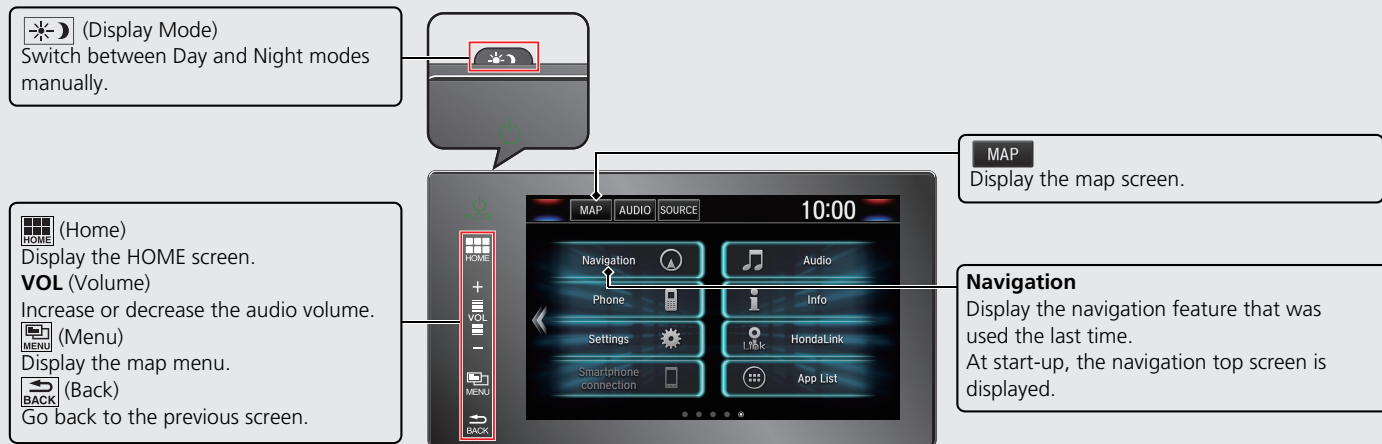 (Display Mode)
Switch between Day and Night modes
manually.
MAP
Display the map screen.
HOME (Home)
Display the HOME screen.
VOL (Volume)
Increase or decrease the audio volume.
MENU (Menu)
Display the map menu.
BACK (Back)
Go back to the previous screen.
Navigation
Display the navigation feature that was
used the last time.
At start-up, the navigation top screen is
displayed.
HOME
+
VOL
–
MENU
BACK
MAP AUDIO SOURCE 10:00
Navigation Audio
Phone Info
Settings Link HondaLink
Smartphone
connection
App List